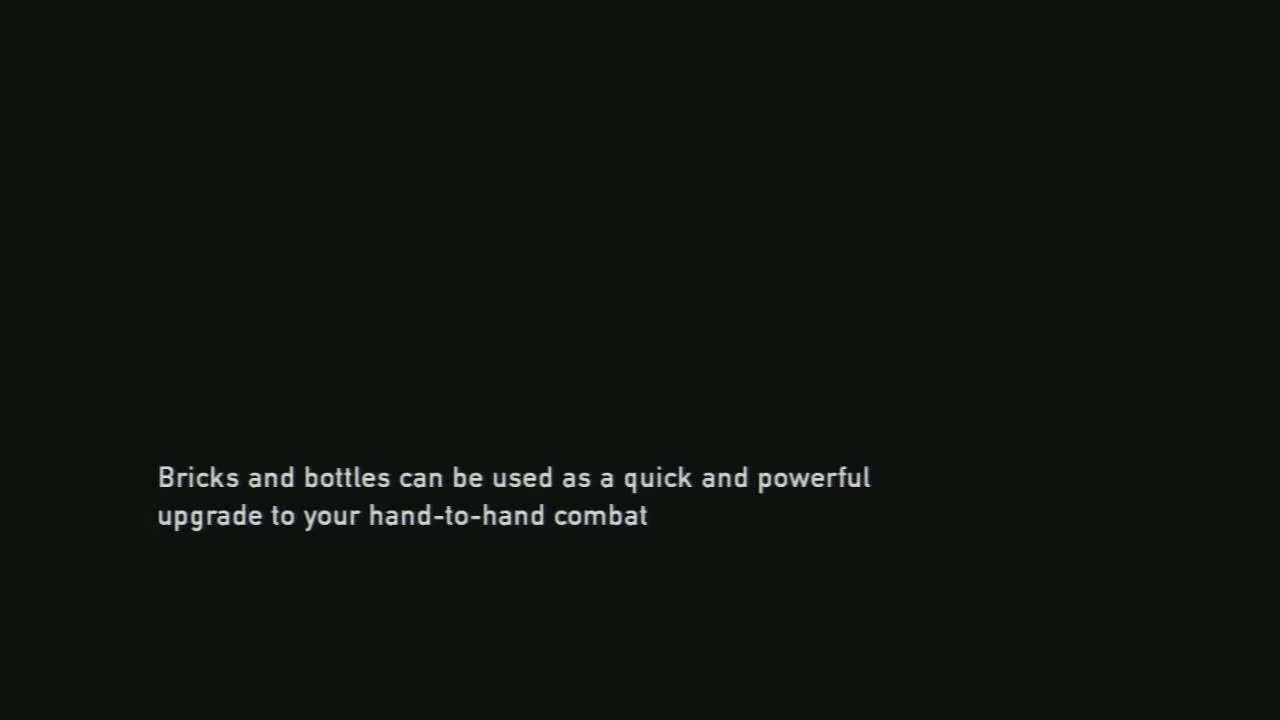 Bricks and bottles can be used as a quick and powerful
upgrade to your hand-to-hand combat